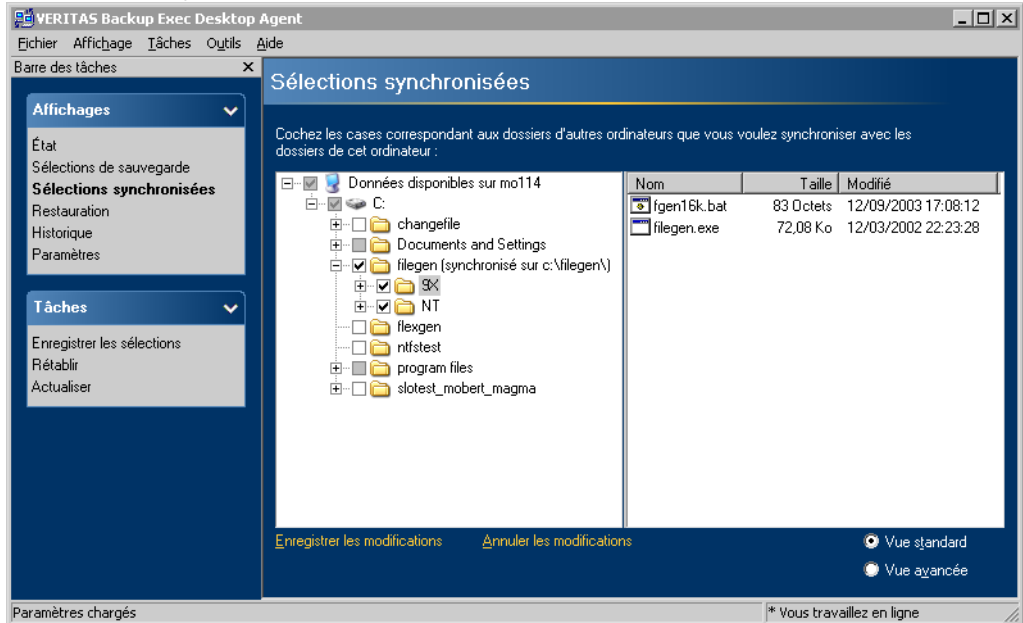 VERITAS Backup Exec Desktop Agent
Fichier Affichage Tâches Outils Aide
Barre des tâches
Affichages
État
Sélections de sauvegarde
Sélections synchronisées
Restauration
Historique
Paramètres
Tâches
Enregistrer les sélections
Rétablir
Actualiser
Sélections synchronisées
Cochez les cases correspondant aux dossiers d'autres ordinateurs que vous voulez synchroniser avec les
dossiers de cet ordinateur :
Données disponibles sur mo114
C:
changefile
Documents and Settings
filegen (synchronisé sur c:\filegen\)
9X
NT
flexgen
ntfstest
program files
slotest_mobert_magma
Nom Taille Modifié
fgen16k.bat 83 Octets 12/09/2003 17:08:12
filegen.exe 72,08 Ko 12/03/2002 22:23:28
Enregistrer les modifications Annuler les modifications
Vue standard
Vue avancée
Paramètres chargés
* Vous travaillez en ligne